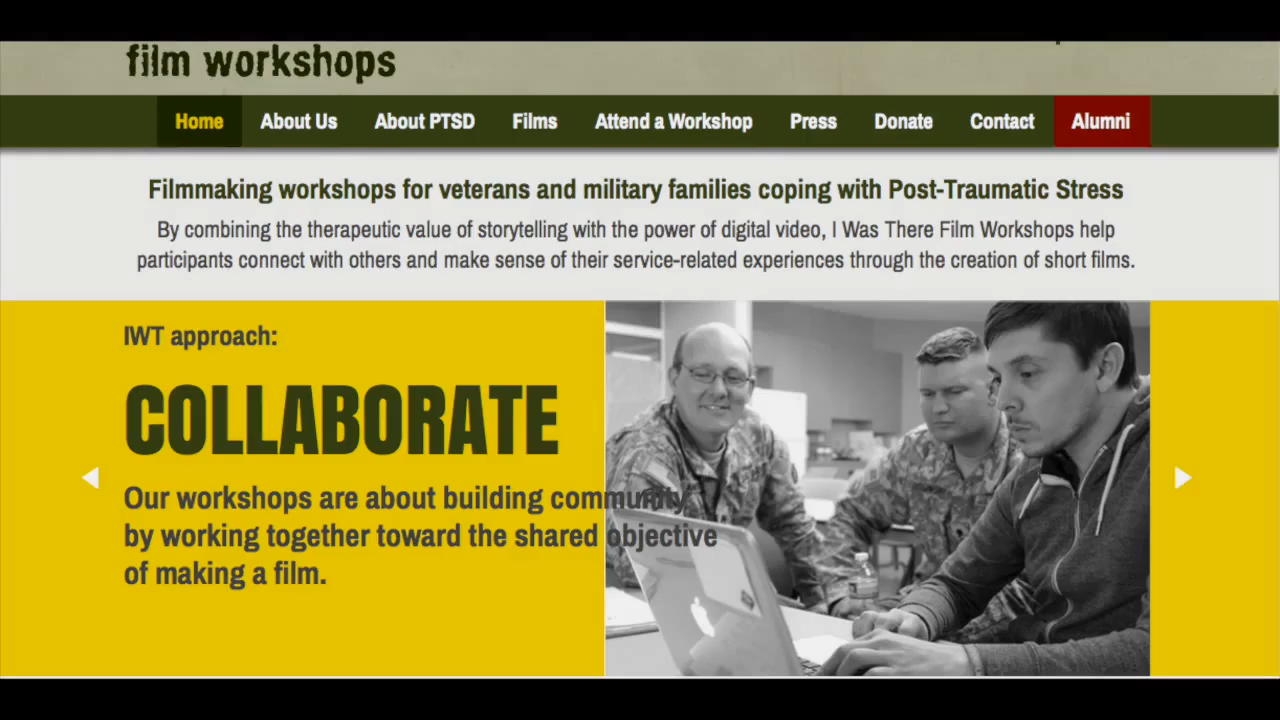 film workshops
Home About Us About PTSD Films Attend a Workshop Press Donate Contact Alumni
Filmmaking workshops for veterans and military families coping with Post-Traumatic Stress
By combining the therapeutic value of storytelling with the power of digital video, I Was There Film Workshops help
participants connect with others and make sense of their service-related experiences through the creation of short films.
IWT approach:
COLLABORATE
Our workshops are about building community
by working together toward the shared objective
of making a film.